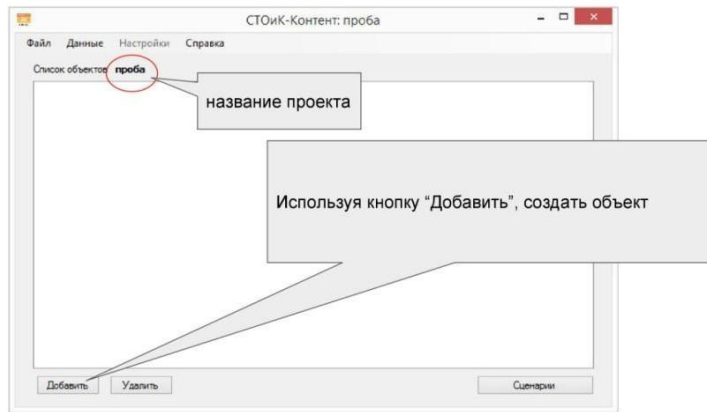 СТОиК-Контент: проба
Файл Данные Настройки Справка
Список объектов проба
название проекта
Используя кнопку “Добавить”, создать объект
Добавить Удалить Сценарии